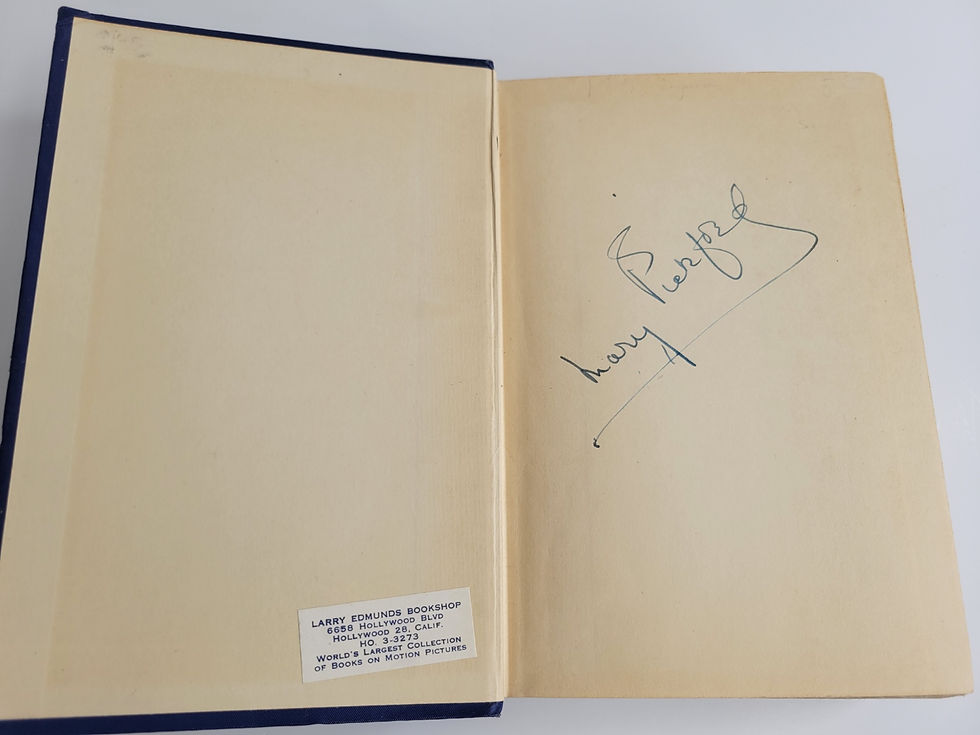 LARRY EDMUNDS BOOKSHOP
6658 HOLLYWOOD BLVD
HOLLYWOOD 28, CALIF.
HO. 3-3273
WORLD'S LARGEST COLLECTION
OF BOOKS ON MOTION PICTURES
Mary Pickford